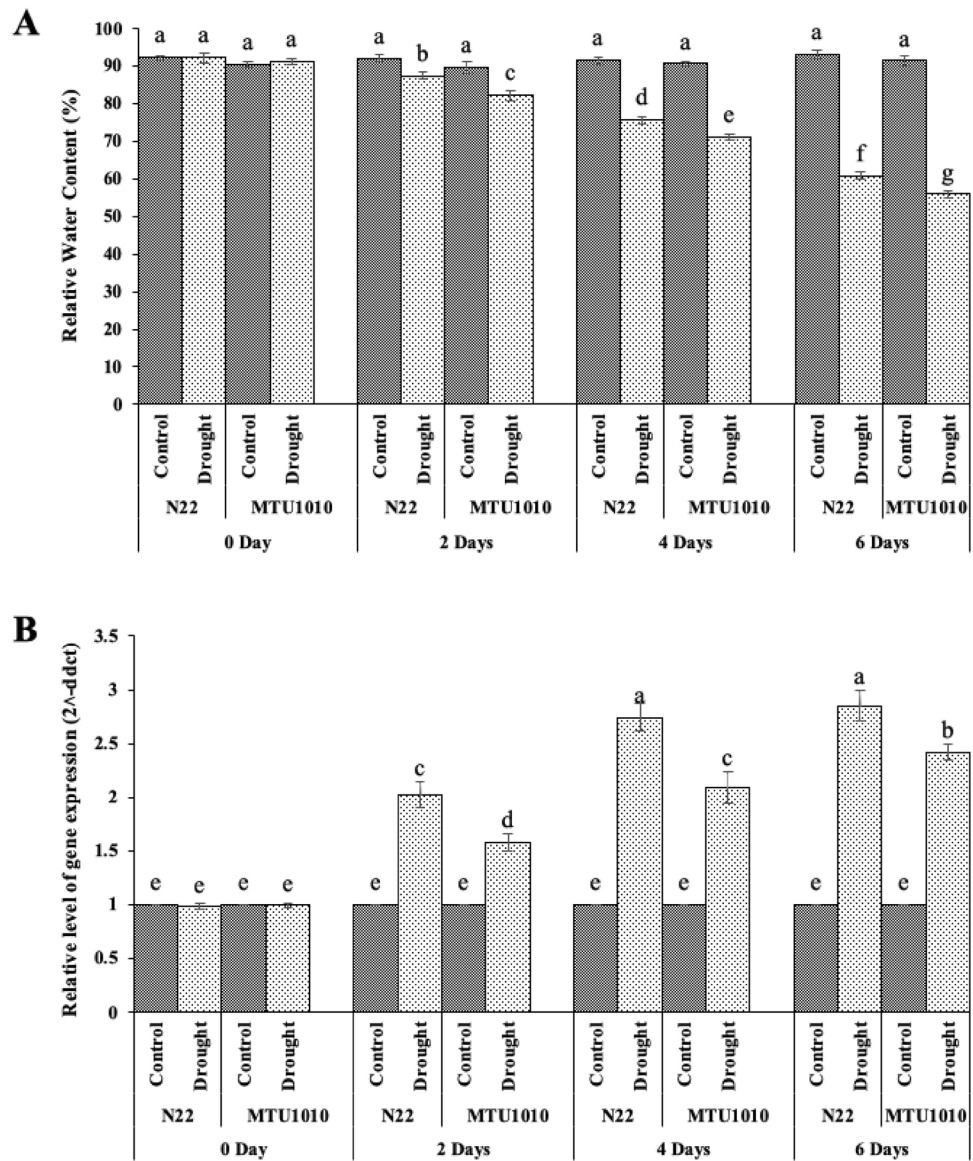 A
Relative Water Content (%)
100
90
80
70
60
50
40
30
20
10
0
a a a a a b a c a d a e a f a g
Control Drought Control Drought Control Drought Control Drought Control Drought Control Drought Control Drought Control Drought
N22 MTU1010 N22 MTU1010 N22 MTU1010 N22 MTU1010
0 Day 2 Days 4 Days 6 Days
B
Relative level of gene expression (2^-ddct)
3.5
3
2.5
2
1.5
1
0.5
0
e e e e e c e d e a e c e a e b
Control Drought Control Drought Control Drought Control Drought Control Drought Control Drought Control Drought Control Drought
N22 MTU1010 N22 MTU1010 N22 MTU1010 N22 MTU1010
0 Day 2 Days 4 Days 6 Days